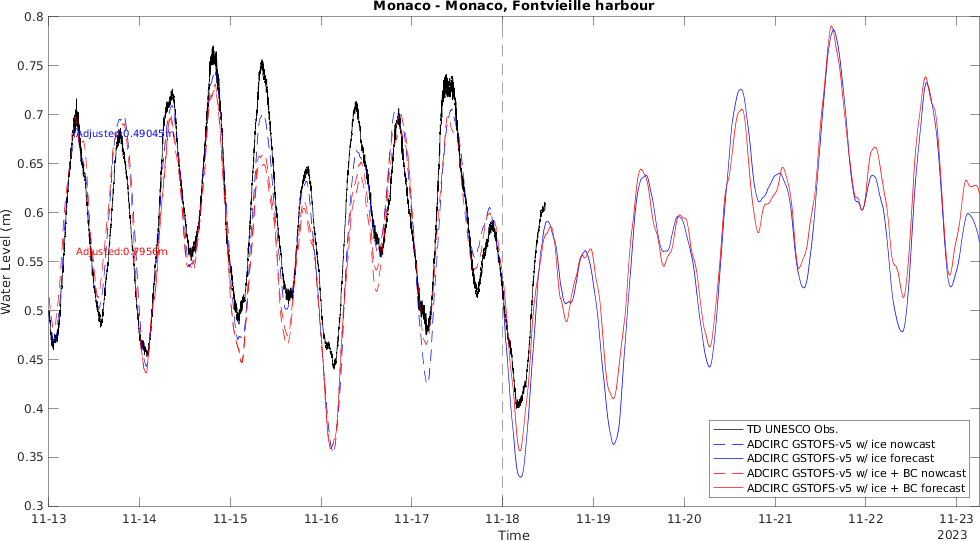 Monaco - Monaco, Fontvieille harbour
0.8
0.75
0.7
0.65
0.6
0.55
0.5
0.45
0.4
0.35
0.3
Water Level (m)
Adjusted:0.49045m
Adjusted:0.7956m
TD UNESCO Obs.
ADCIRC GSTOFS-v5 w/ ice nowcast
ADCIRC GSTOFS-v5 w/ ice forecast
ADCIRC GSTOFS-v5 w/ ice + BC nowcast
ADCIRC GSTOFS-v5 w/ ice + BC forecast
11-13 11-14 11-15 11-16 11-17 11-18 11-19 11-20 11-21 11-22 11-23
Time
2023